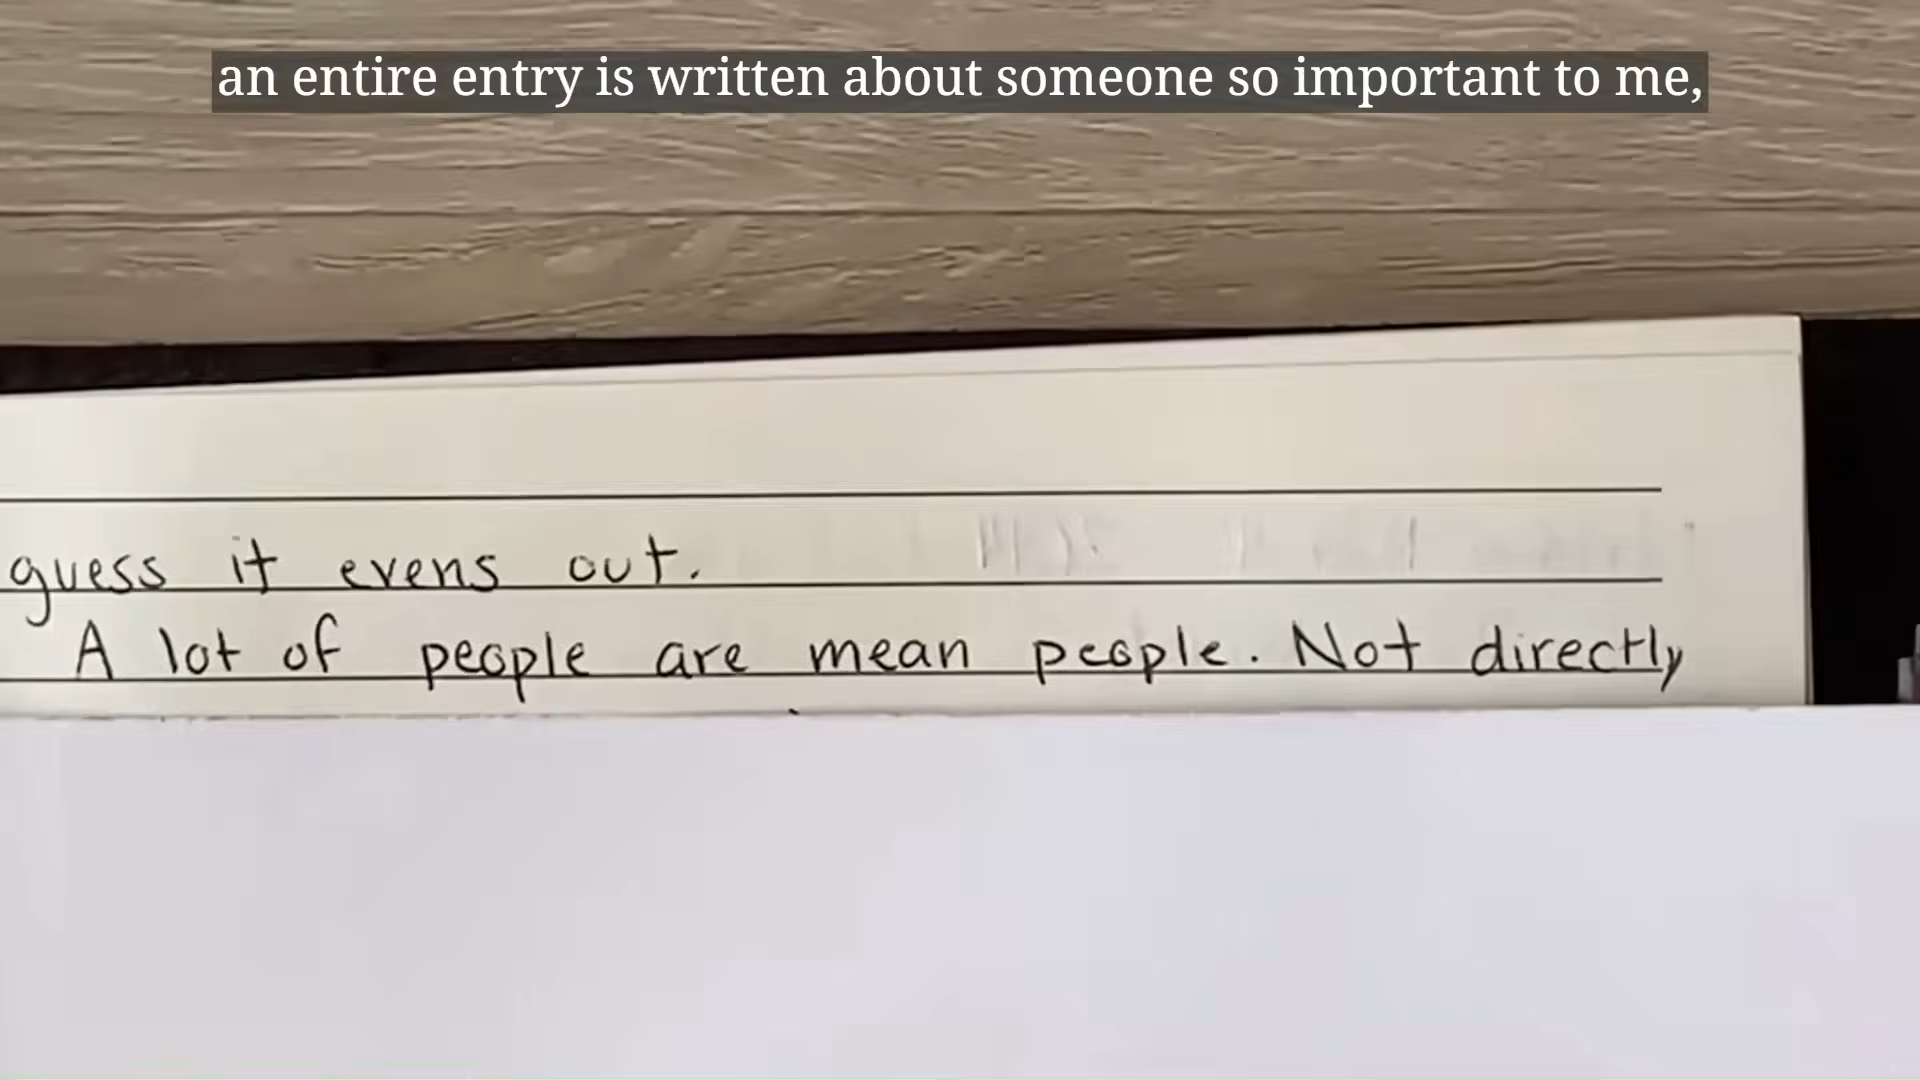 an entire entry is written about someone so important to me,
guess it evens out.
A lot of people are mean people. Not directly